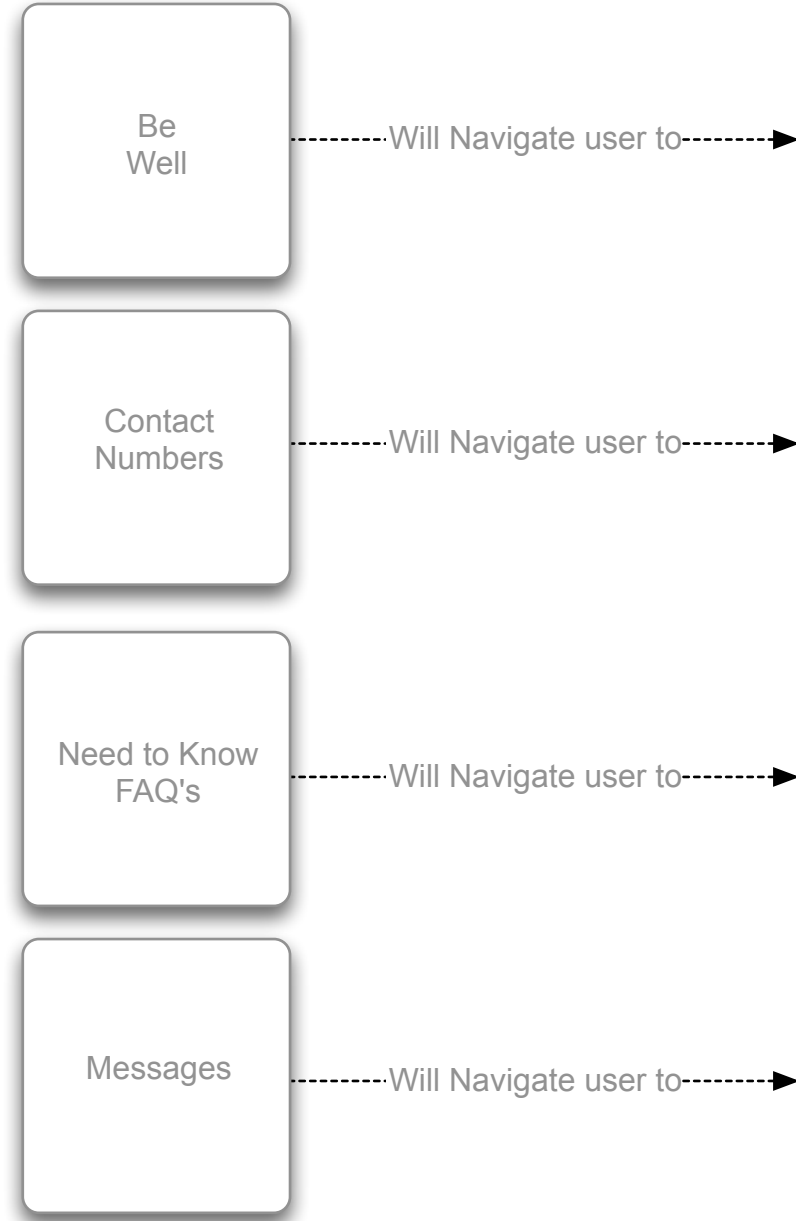 Be
Well
Will Navigate user to
Contact
Numbers
Will Navigate user to
Need to Know
FAQ's
Will Navigate user to
Messages
Will Navigate user to